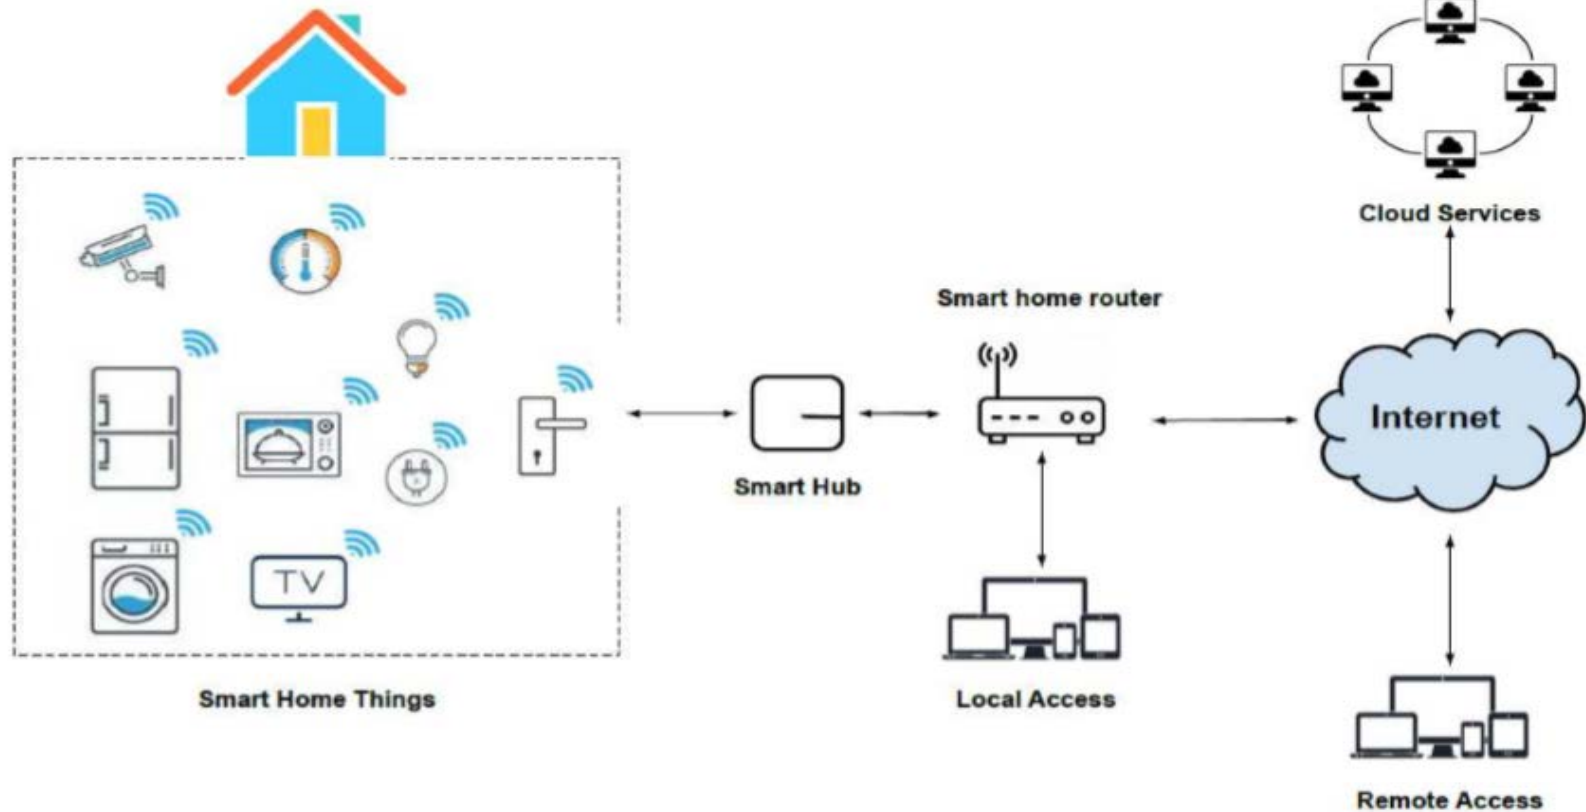 Cloud Services
Smart home router
Internet
Smart Hub
TV
Smart Home Things
Local Access
Remote Access